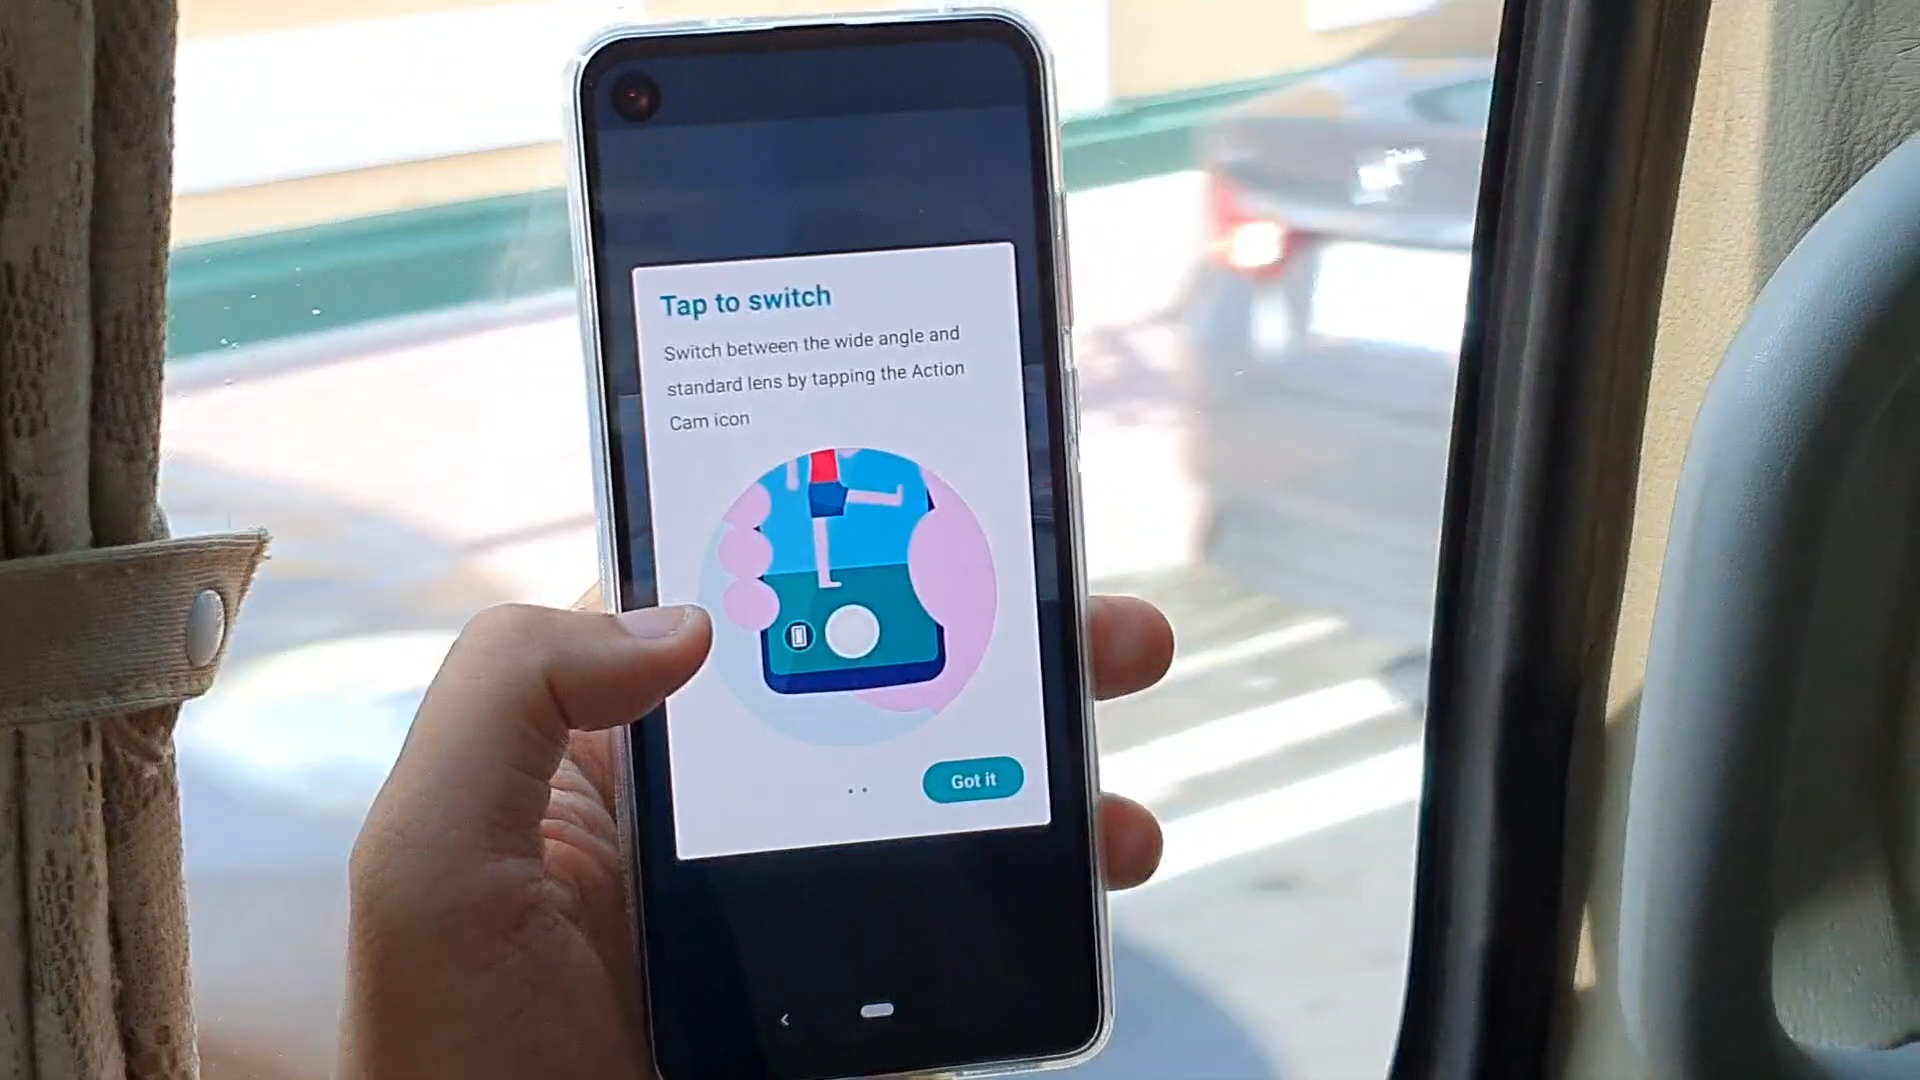 Tap to switch
Switch between the wide angle and
standard lens by tapping the Action
Cam icon
Got it